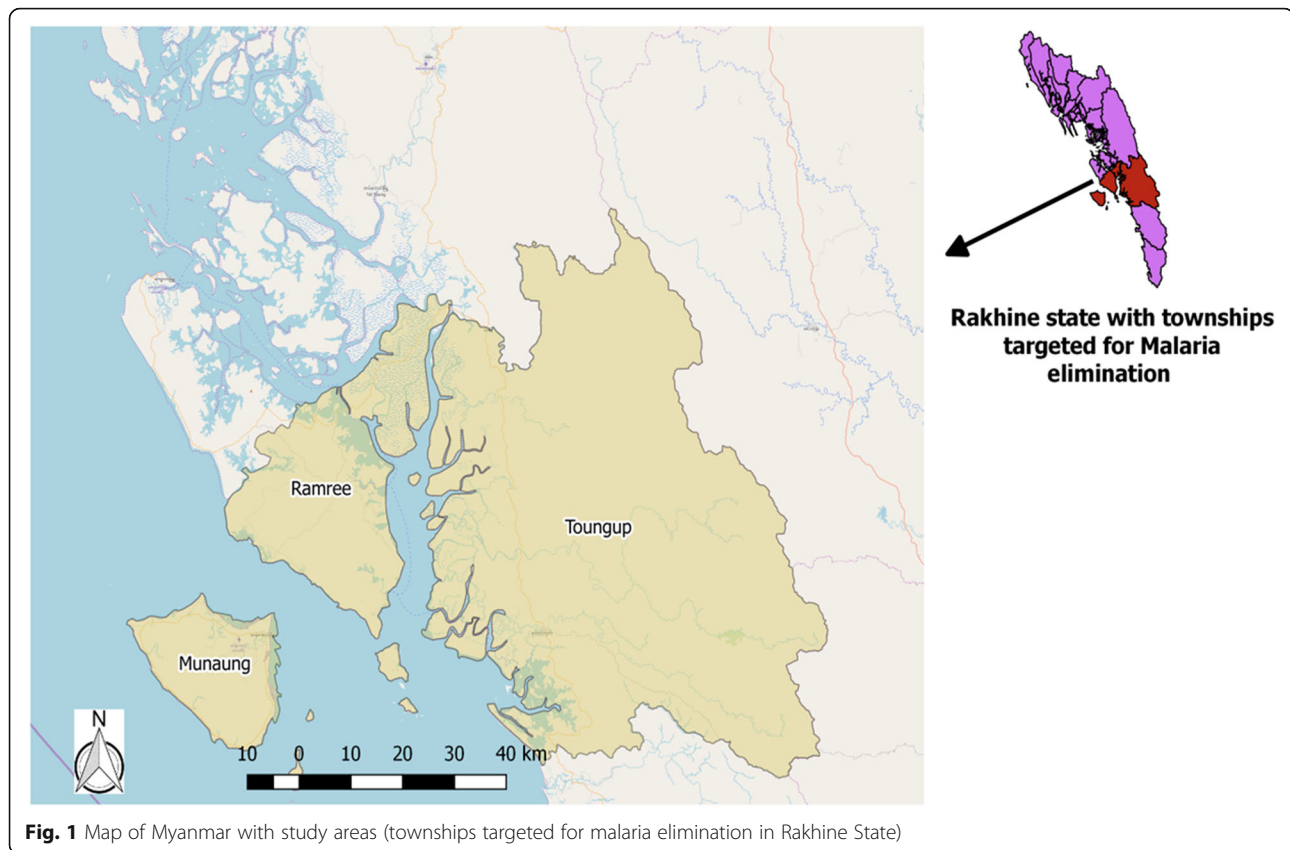 Ramree
Toungup
Munaung
N
10 0 10 20 30 40 km
Rakhine state with townships
targeted for Malaria
elimination
Fig. 1 Map of Myanmar with study areas (townships targeted for malaria elimination in Rakhine State)